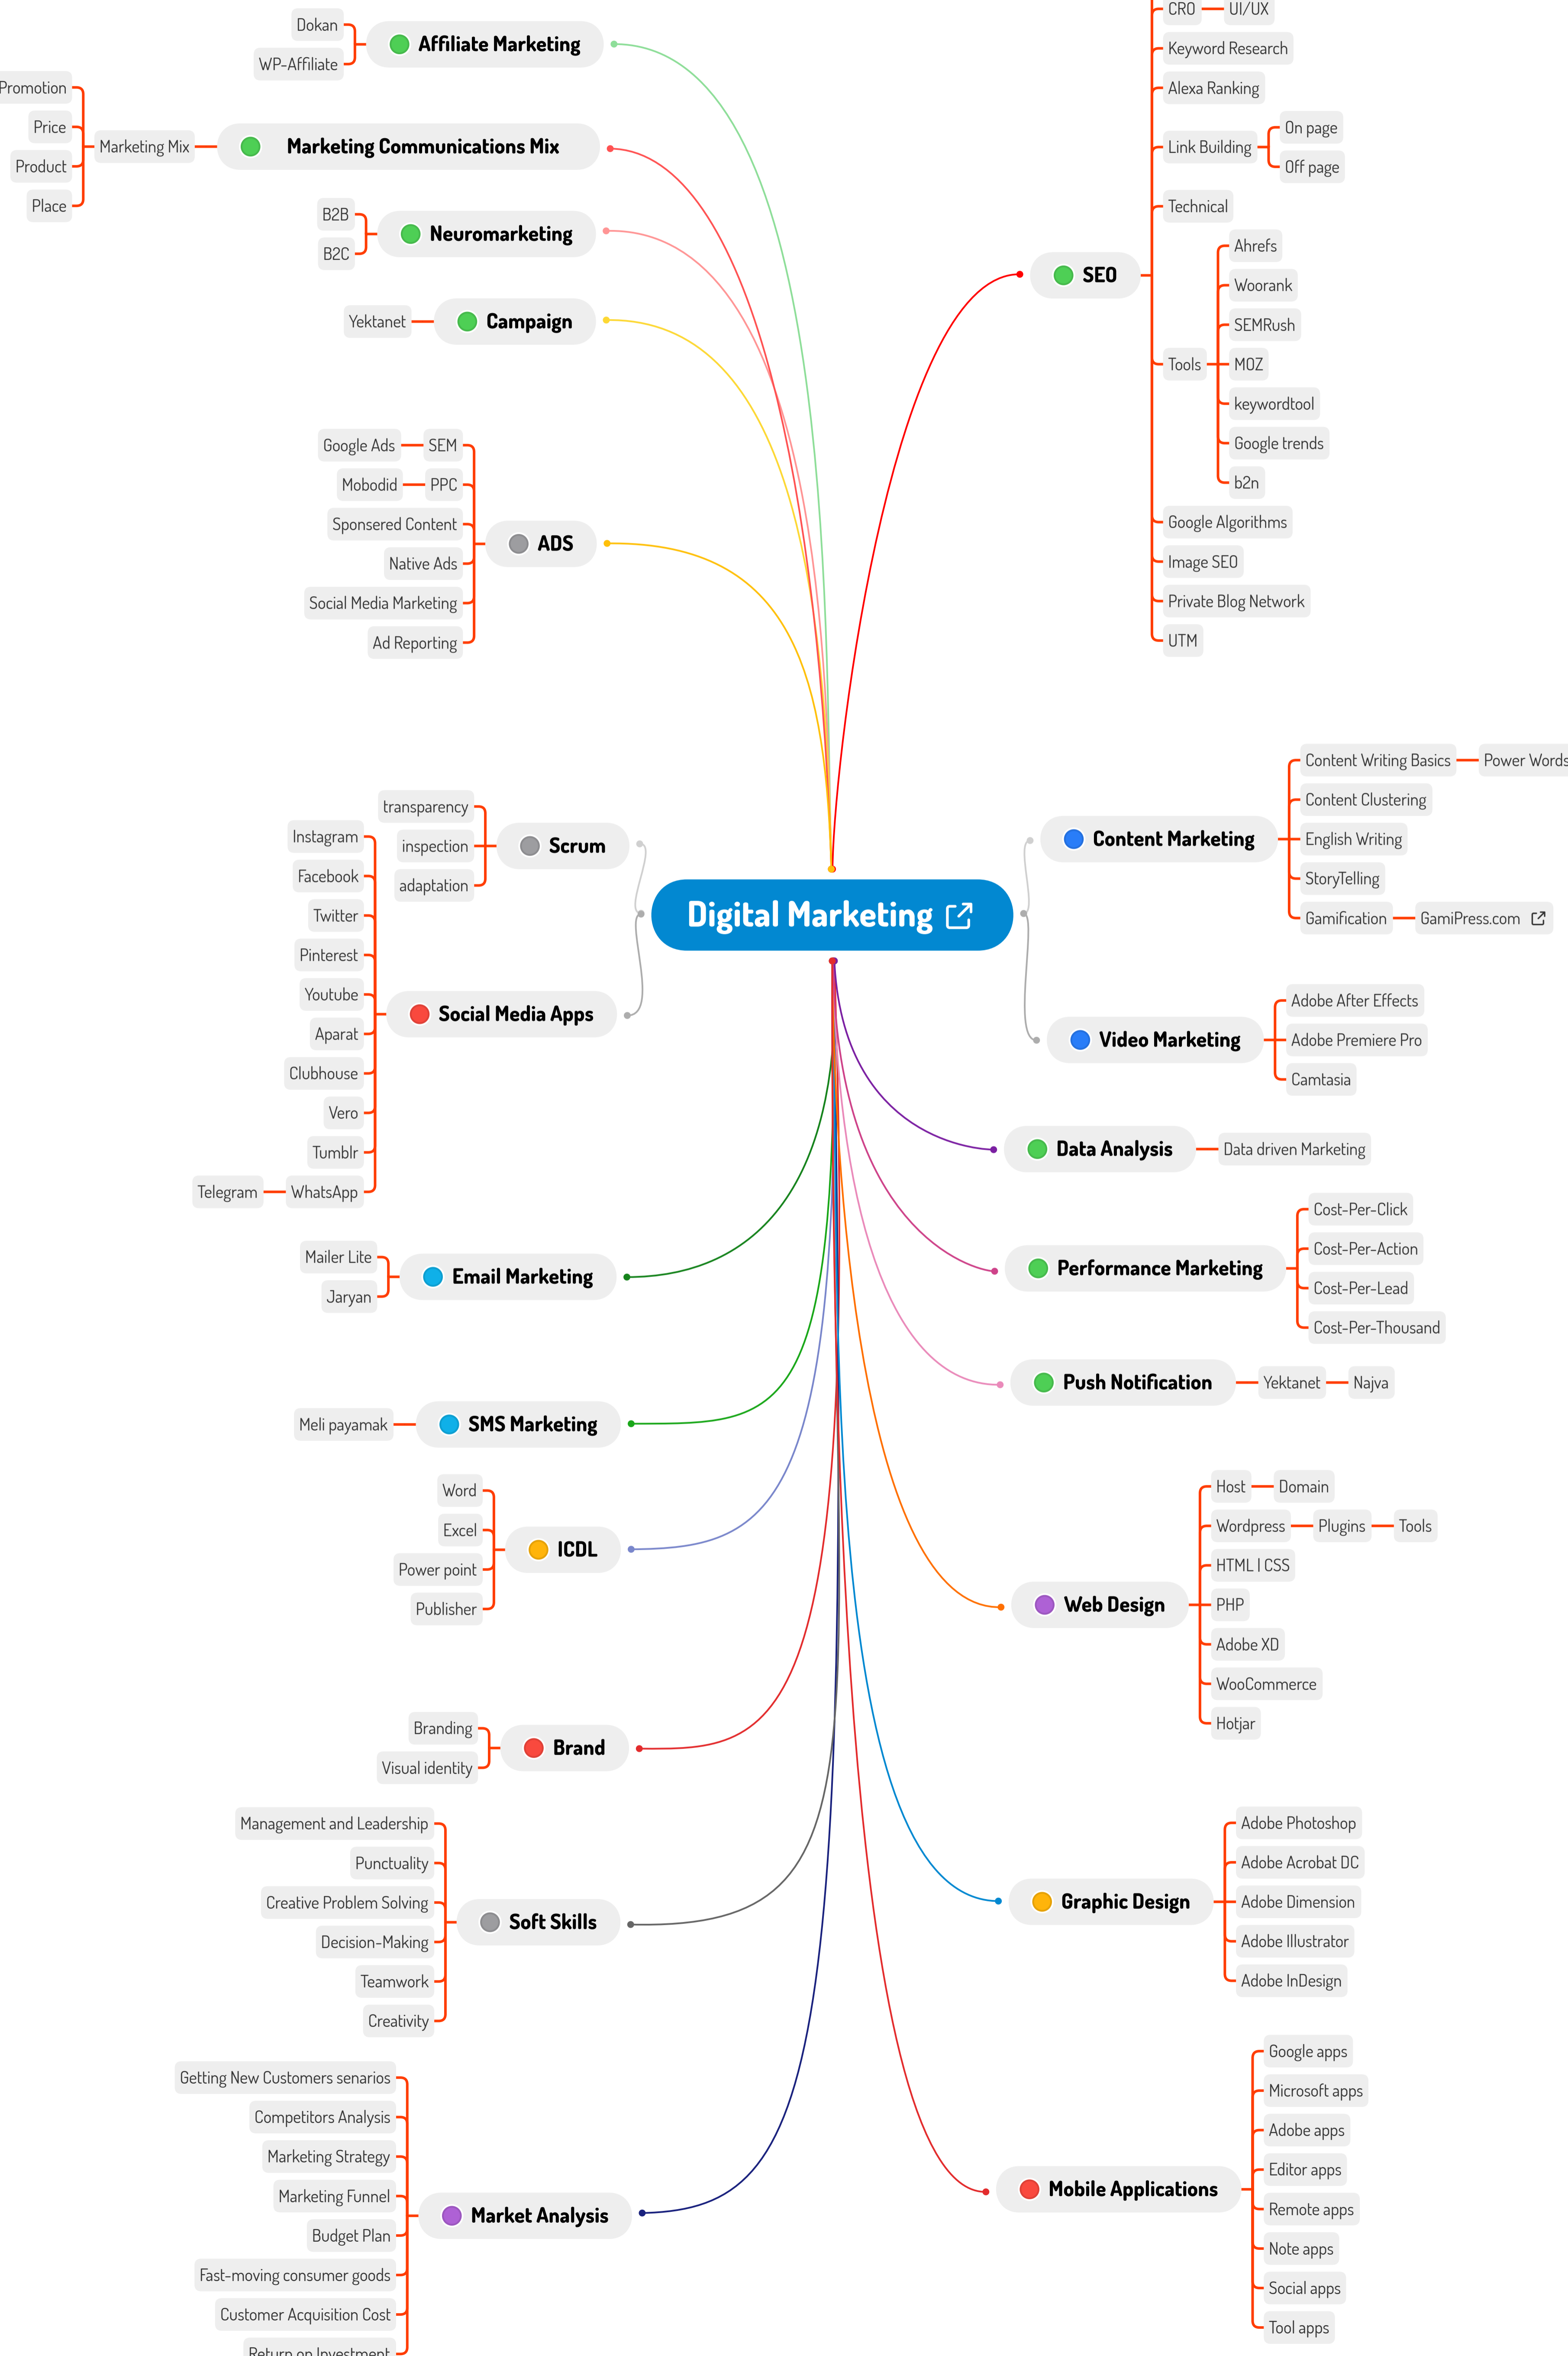 Dokan
WP-Affiliate
Affiliate Marketing
Promotion
Price
Product
Place
Marketing Mix
Marketing Communications Mix
B2B
B2C
Neuromarketing
Yektanet
Campaign
Google Ads
SEM
Mobodid
PPC
Sponsered Content
Native Ads
Social Media Marketing
Ad Reporting
ADS
transparency
inspection
adaptation
Scrum
Instagram
Facebook
Twitter
Pinterest
Youtube
Aparat
Clubhouse
Vero
Tumblr
Telegram
WhatsApp
Social Media Apps
Mailer Lite
Jaryan
Email Marketing
Meli payamak
SMS Marketing
Word
Excel
Power point
Publisher
ICDL
Branding
Visual identity
Brand
Management and Leadership
Punctuality
Creative Problem Solving
Decision-Making
Teamwork
Creativity
Soft Skills
Getting New Customers senarios
Competitors Analysis
Marketing Strategy
Marketing Funnel
Budget Plan
Fast-moving consumer goods
Customer Acquisition Cost
Return on Investment
Market Analysis
Digital Marketing
SEO
CRO
UI/UX
Keyword Research
Alexa Ranking
Link Building
On page
Off page
Technical
Tools
Ahrefs
Woorank
SEMRush
MOZ
keywordtool
Google trends
b2n
Google Algorithms
Image SEO
Private Blog Network
UTM
Content Marketing
Content Writing Basics
Power Words
Content Clustering
English Writing
StoryTelling
Gamification
GamiPress.com
Video Marketing
Adobe After Effects
Adobe Premiere Pro
Camtasia
Data Analysis
Data driven Marketing
Performance Marketing
Cost-Per-Click
Cost-Per-Action
Cost-Per-Lead
Cost-Per-Thousand
Push Notification
Yektanet
Najva
Web Design
Host
Domain
Wordpress
Plugins
Tools
HTML | CSS
PHP
Adobe XD
WooCommerce
Hotjar
Graphic Design
Adobe Photoshop
Adobe Acrobat DC
Adobe Dimension
Adobe Illustrator
Adobe InDesign
Mobile Applications
Google apps
Microsoft apps
Adobe apps
Editor apps
Remote apps
Note apps
Social apps
Tool apps